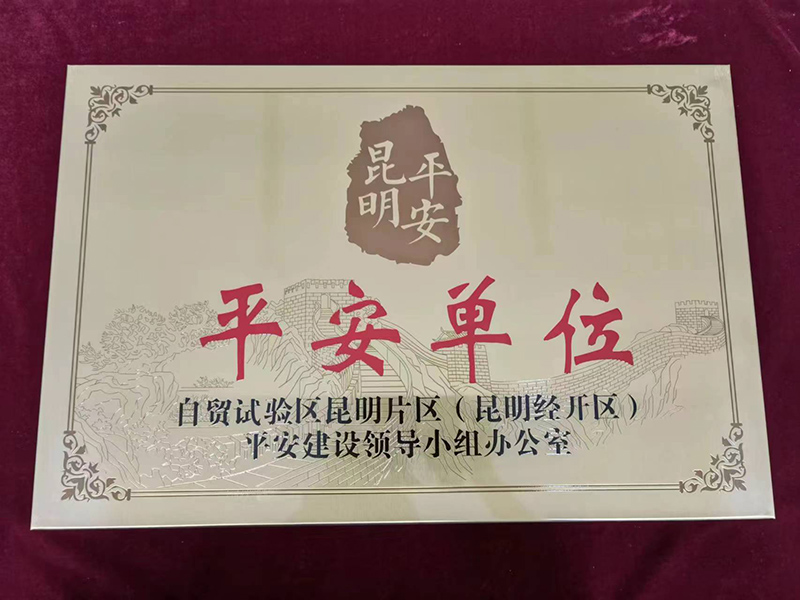 平安
昆明
平安单位
自贸试验区昆明片区（昆明经开区）
平安建设领导小组办公室